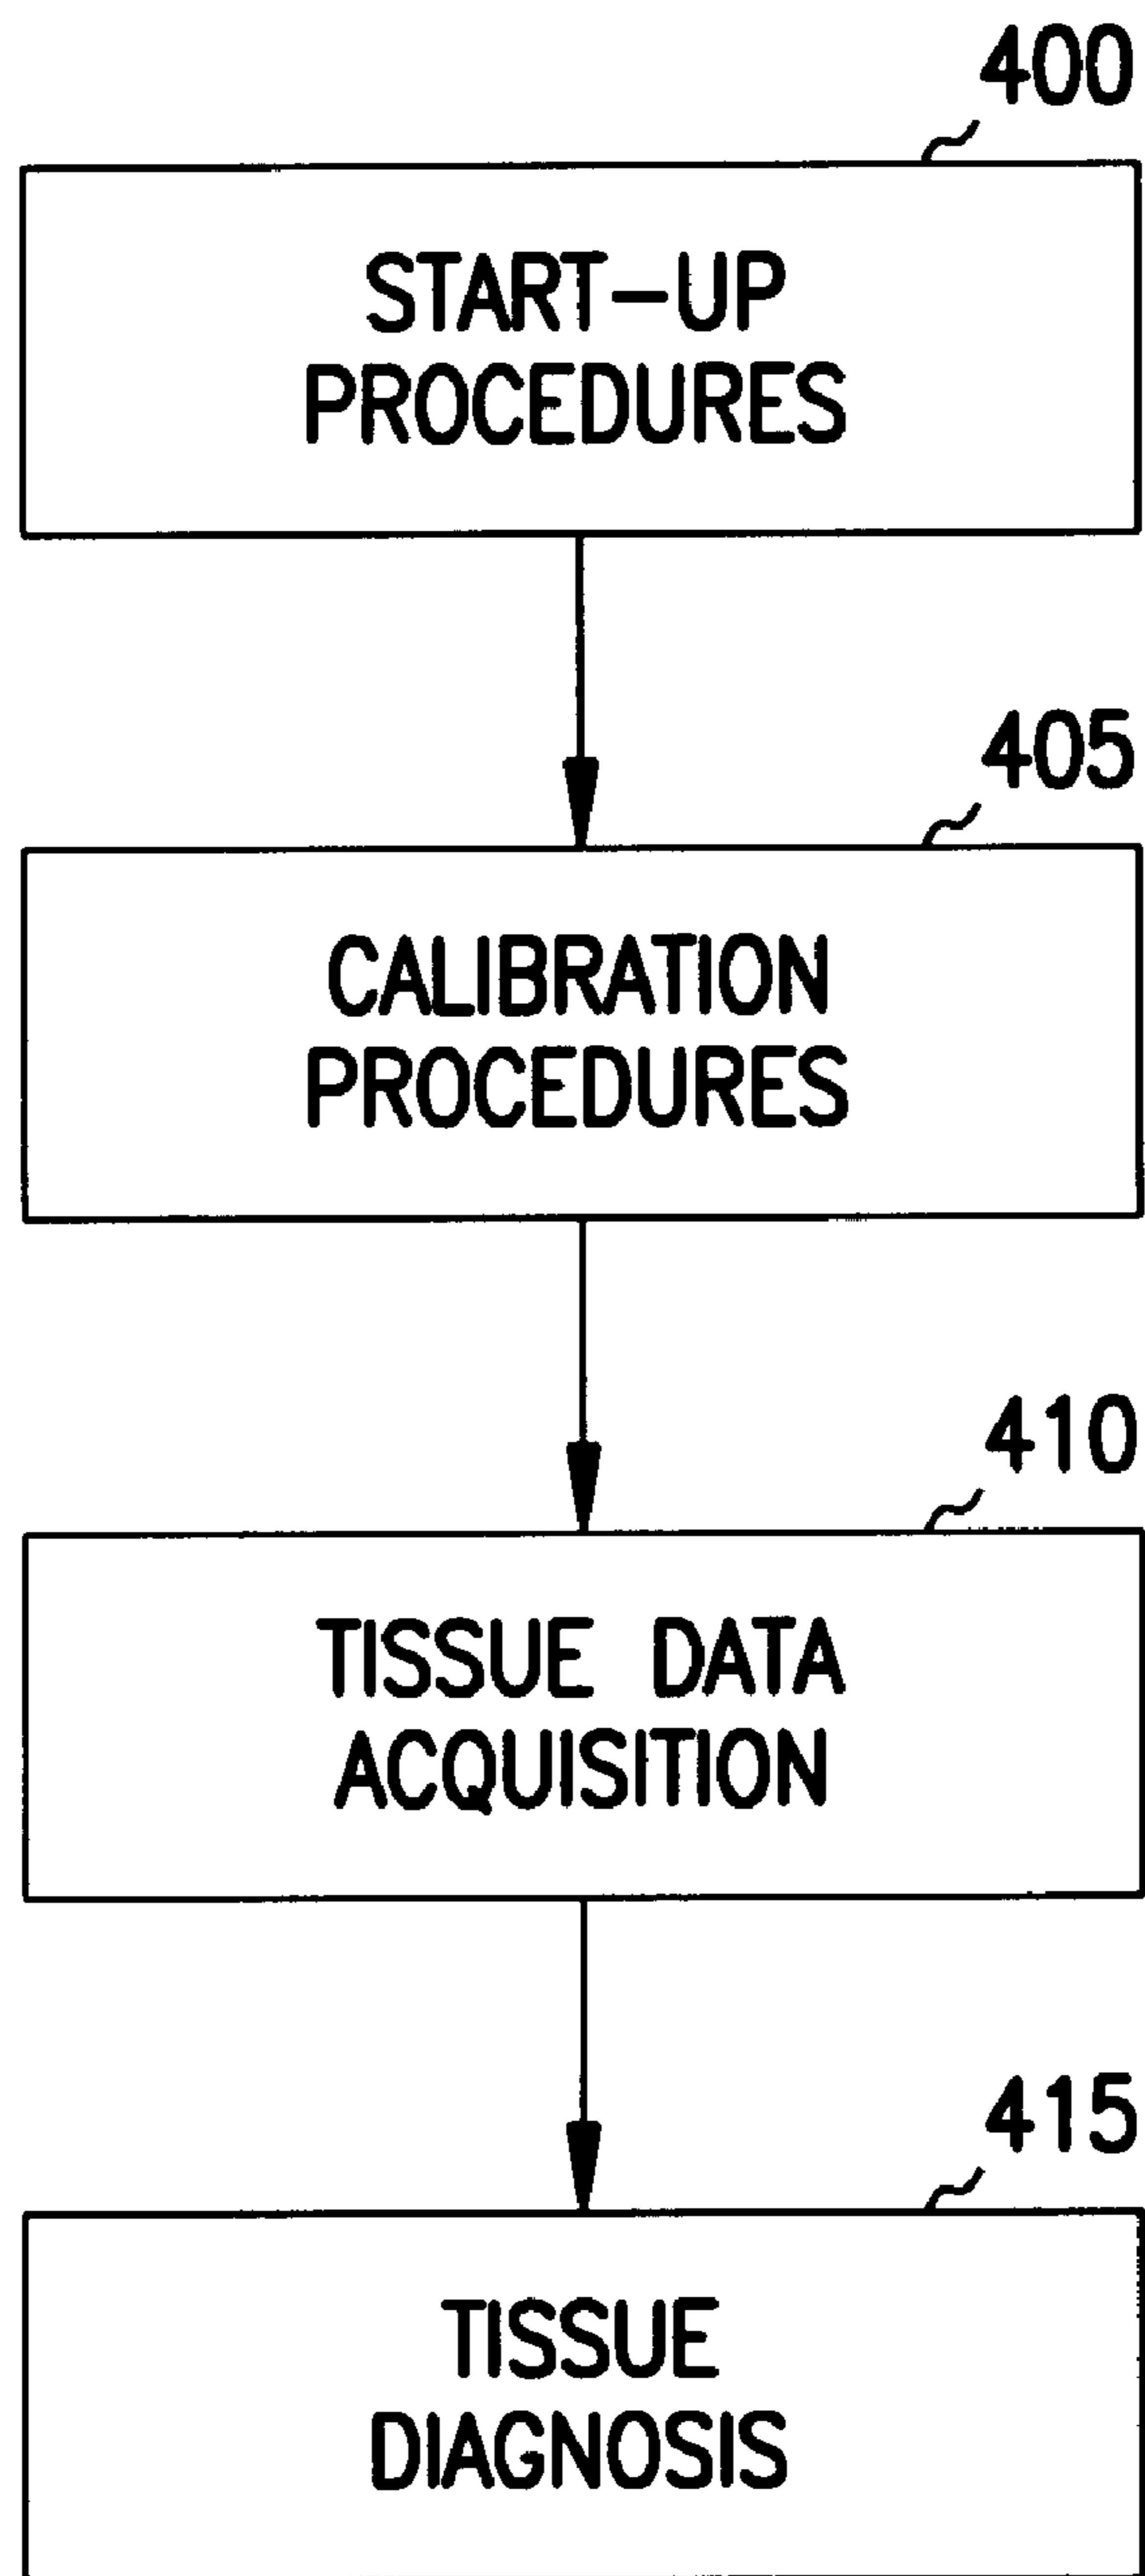 400
START-UP
PROCEDURES
405
CALIBRATION
PROCEDURES
410
TISSUE DATA
ACQUISITION
415
TISSUE
DIAGNOSIS